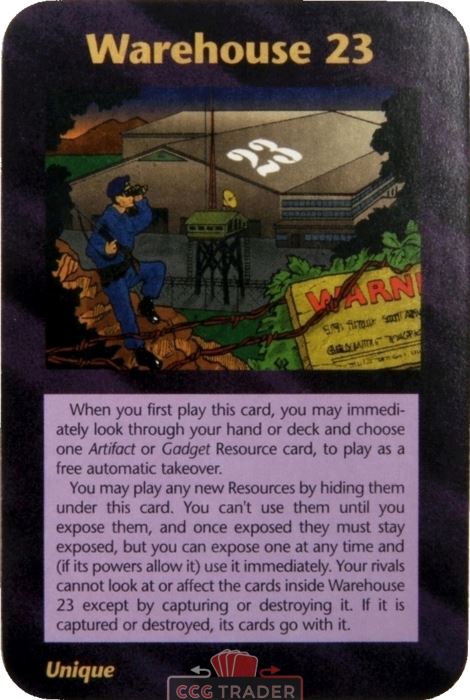 Warehouse 23
23
WARN
When you first play this card, you may immedi-
ately look through your hand or deck and choose
one Artifact or Gadget Resource card, to play as a
free automatic takeover.
You may play any new Resources by hiding them
under this card. You can't use them until you
expose them, and once exposed they must stay
exposed, but you can expose one at any time and
(if its powers allow it) use it immediately. Your rivals
cannot look at or affect the cards inside Warehouse
23 except by capturing or destroying it. If it is
captured or destroyed, its cards go with it.
Unique
CCG TRADER